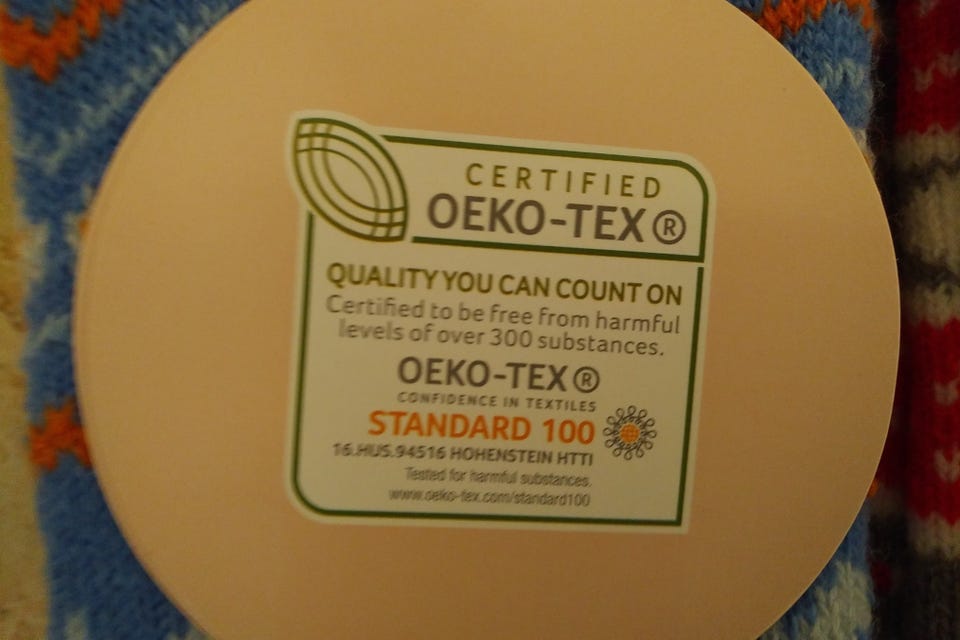 CERTIFIED
OEKO-TEX®
QUALITY YOU CAN COUNT ON
Certified to be free from harmful
levels of over 300 substances.
OEKO-TEX®
CONFIDENCE IN TEXTILES
STANDARD 100
16.HUS.94516 HOHENSTEIN HTTI
Tested for harmful substances.
www.oeko-tex.com/standard100